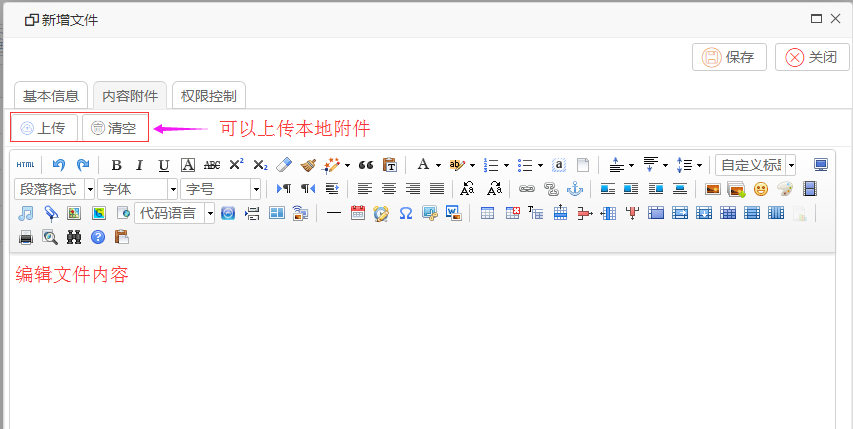 新增文件
保存 关闭
基本信息 内容附件 权限控制
上传 清空 可以上传本地附件
HTML B I U A ABC X² X₂ A ab 自定义标题
段落格式 字体 字号
代码语言
编辑文件内容